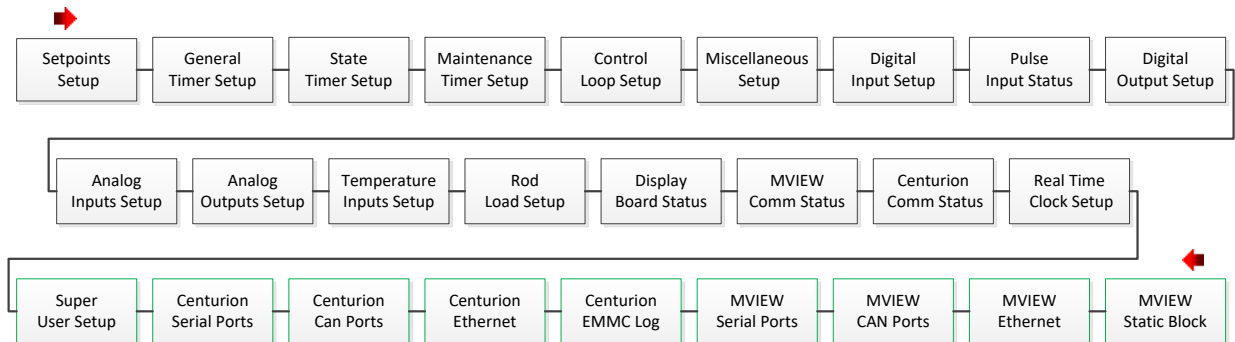 Setpoints
Setup
General
Timer Setup
State
Timer Setup
Maintenance
Timer Setup
Control
Loop Setup
Miscellaneous
Setup
Digital
Input Setup
Pulse
Input Status
Digital
Output Setup
Analog
Inputs Setup
Analog
Outputs Setup
Temperature
Inputs Setup
Rod
Load Setup
Display
Board Status
MVIEW
Comm Status
Centurion
Comm Status
Real Time
Clock Setup
Super
User Setup
Centurion
Serial Ports
Centurion
Can Ports
Centurion
Ethernet
Centurion
EMMC Log
MVIEW
Serial Ports
MVIEW
CAN Ports
MVIEW
Ethernet
MVIEW
Static Block